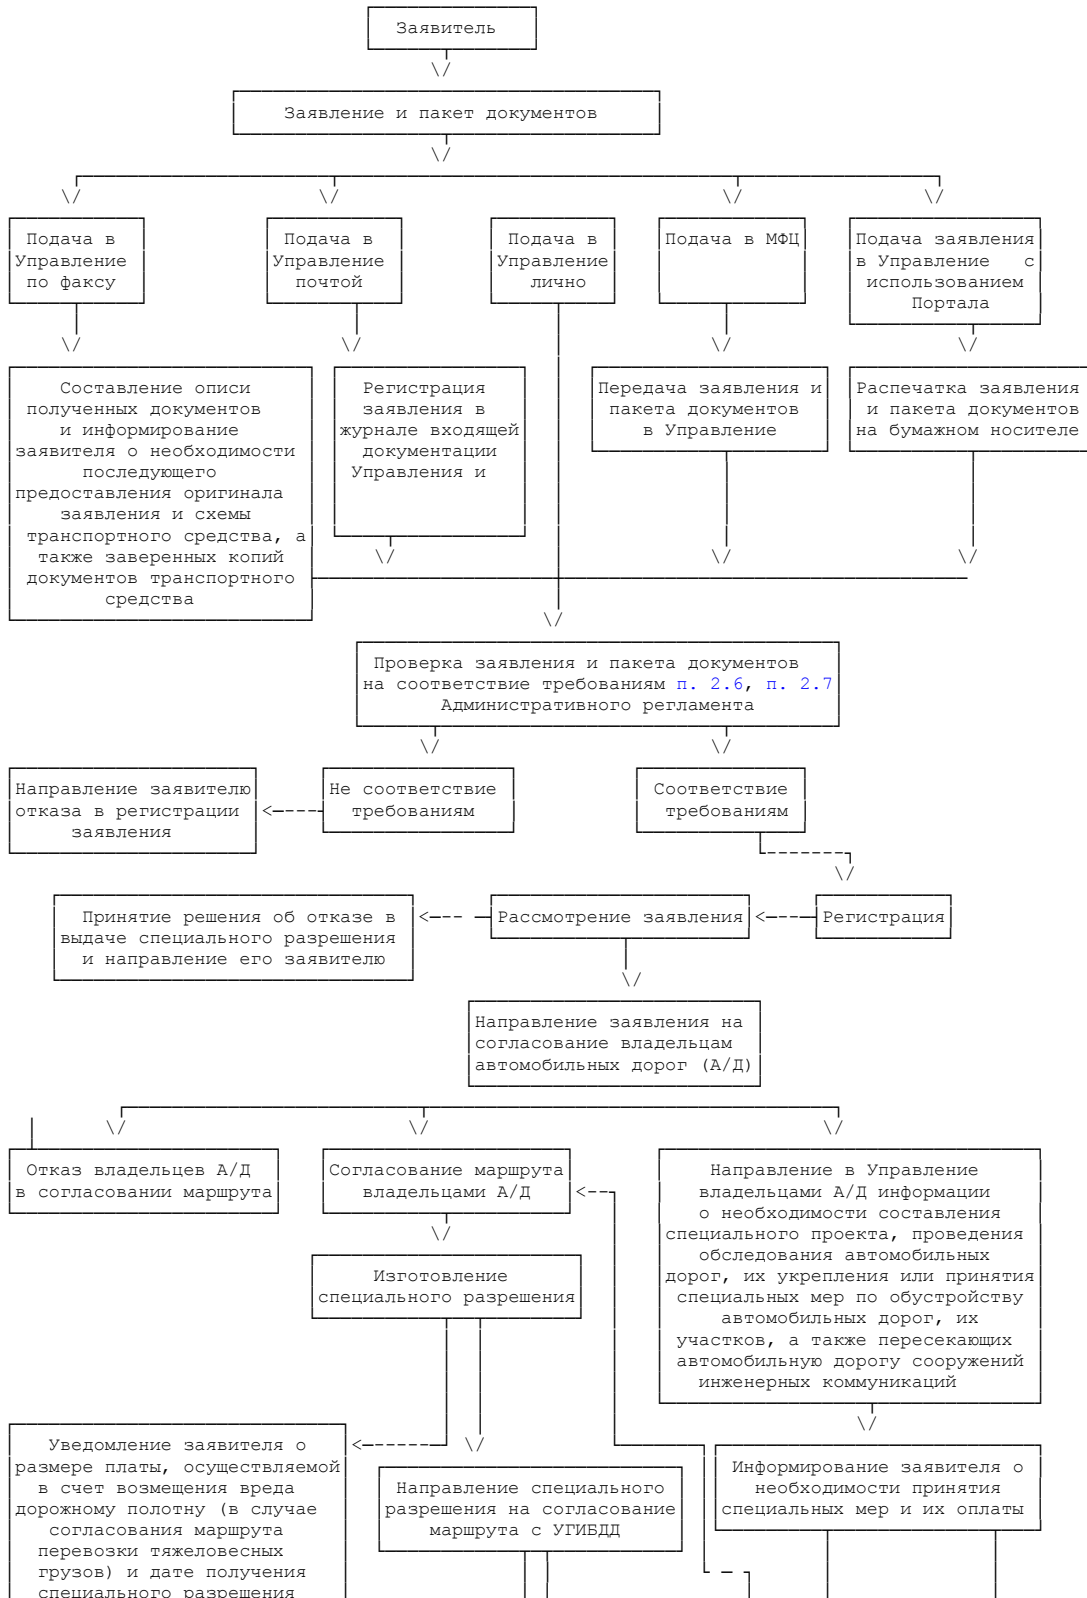 Заявитель
Заявление и пакет документов
Подача в
Управление
по факсу
Подача в
Управление
почтой
Подача в
Управление
лично
Подача в МФЦ
Подача заявления
в Управление с
использованием
Портала
Составление описи
полученных документов
и информирование
заявителя о необходимости
последующего
предоставления оригинала
заявления и схемы
транспортного средства, а
также заверенных копий
документов транспортного
средства
Регистрация
заявления в
журнале входящей
документации
Управления и
Передача заявления и
пакета документов
в Управление
Распечатка заявления
и пакета документов
на бумажном носителе
Проверка заявления и пакета документов
на соответствие требованиям п. 2.6, п. 2.7
Административного регламента
Направление заявителю
отказа в регистрации
заявления
Не соответствие
требованиям
Соответствие
требованиям
Принятие решения об отказе в
выдаче специального разрешения
и направление его заявителю
Рассмотрение заявления
Регистрация
Направление заявления на
согласование владельцам
автомобильных дорог (А/Д)
Отказ владельцев А/Д
в согласовании маршрута
Согласование маршрута
владельцами А/Д
Направление в Управление
владельцами А/Д информации
о необходимости составления
специального проекта, проведения
обследования автомобильных
дорог, их укрепления или принятия
специальных мер по обустройству
автомобильных дорог, их
участков, а также пересекающих
автомобильную дорогу сооружений
инженерных коммуникаций
Изготовление
специального разрешения
Уведомление заявителя о
размере платы, осуществляемой
в счет возмещения вреда
дорожному полотну (в случае
согласования маршрута
перевозки тяжеловесных
грузов) и дате получения
специального разрешения
Направление специального
разрешения на согласование
маршрута с УГИБДД
Информирование заявителя о
необходимости принятия
специальных мер и их оплаты